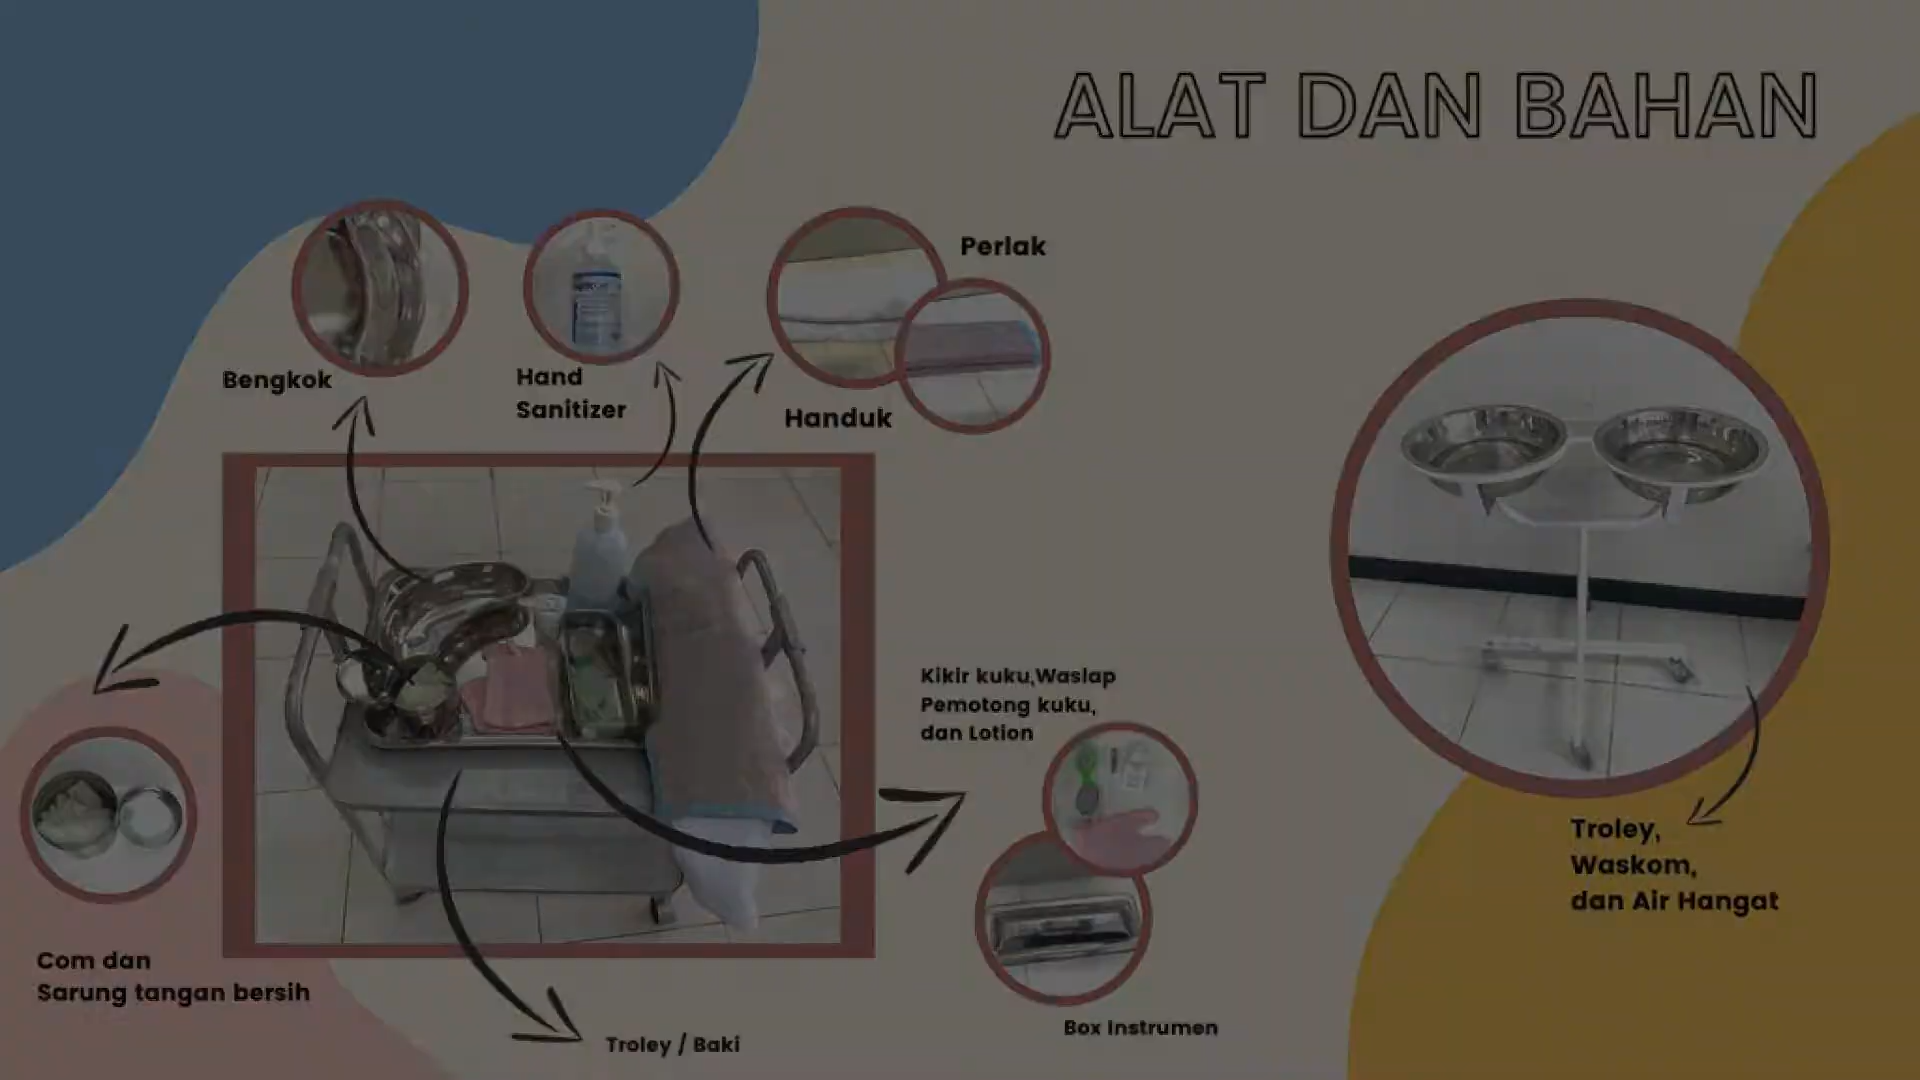 ALAT DAN BAHAN
Perlak
Bengkok
Hand
Sanitizer
Handuk
Kikir kuku,Waslap
Pemotong kuku,
dan Lotion
Troley,
Waskom,
dan Air Hangat
Com dan
Sarung tangan bersih
Box Instrumen
Troley / Baki